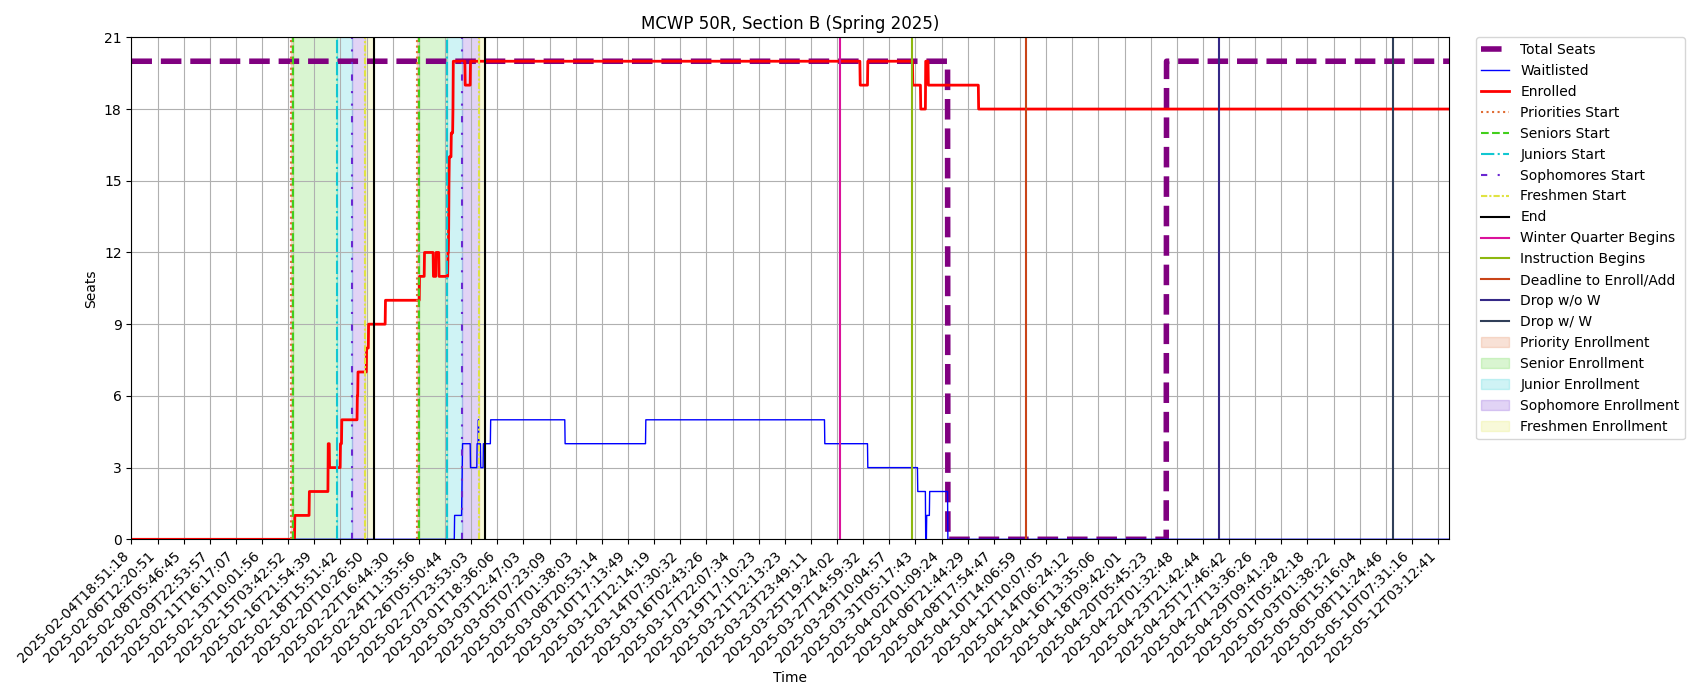 MCWP 50R, Section B (Spring 2025)
21
18
15
12
9
6
3
0
Seats
2025-02-04T18:51:18
2025-02-06T12:20:51
2025-02-08T05:46:45
2025-02-09T22:53:57
2025-02-11T16:17:07
2025-02-13T10:01:56
2025-02-15T03:42:52
2025-02-16T21:54:39
2025-02-18T15:51:42
2025-02-20T10:26:50
2025-02-22T16:44:30
2025-02-24T11:35:56
2025-02-26T05:50:44
2025-02-27T23:53:03
2025-03-01T18:36:06
2025-03-03T12:47:03
2025-03-05T07:23:09
2025-03-07T01:38:03
2025-03-08T20:53:14
2025-03-10T17:13:49
2025-03-12T12:14:19
2025-03-14T07:30:32
2025-03-16T02:43:26
2025-03-17T22:07:34
2025-03-19T17:10:23
2025-03-21T12:13:23
2025-03-23T23:49:11
2025-03-25T19:24:02
2025-03-27T14:59:32
2025-03-29T10:04:57
2025-03-31T05:17:43
2025-04-02T01:09:24
2025-04-06T21:44:29
2025-04-08T17:54:47
2025-04-10T14:06:59
2025-04-12T10:07:05
2025-04-14T06:24:12
2025-04-16T13:35:06
2025-04-18T09:42:01
2025-04-20T05:45:23
2025-04-22T01:32:48
2025-04-23T21:42:44
2025-04-25T17:46:42
2025-04-27T13:36:26
2025-04-29T09:41:28
2025-05-01T05:42:18
2025-05-03T01:38:22
2025-05-06T15:16:04
2025-05-08T11:24:46
2025-05-10T07:31:16
2025-05-12T03:12:41
Time
Total Seats
Waitlisted
Enrolled
Priorities Start
Seniors Start
Juniors Start
Sophomores Start
Freshmen Start
End
Winter Quarter Begins
Instruction Begins
Deadline to Enroll/Add
Drop w/o W
Drop w/ W
Priority Enrollment
Senior Enrollment
Junior Enrollment
Sophomore Enrollment
Freshmen Enrollment